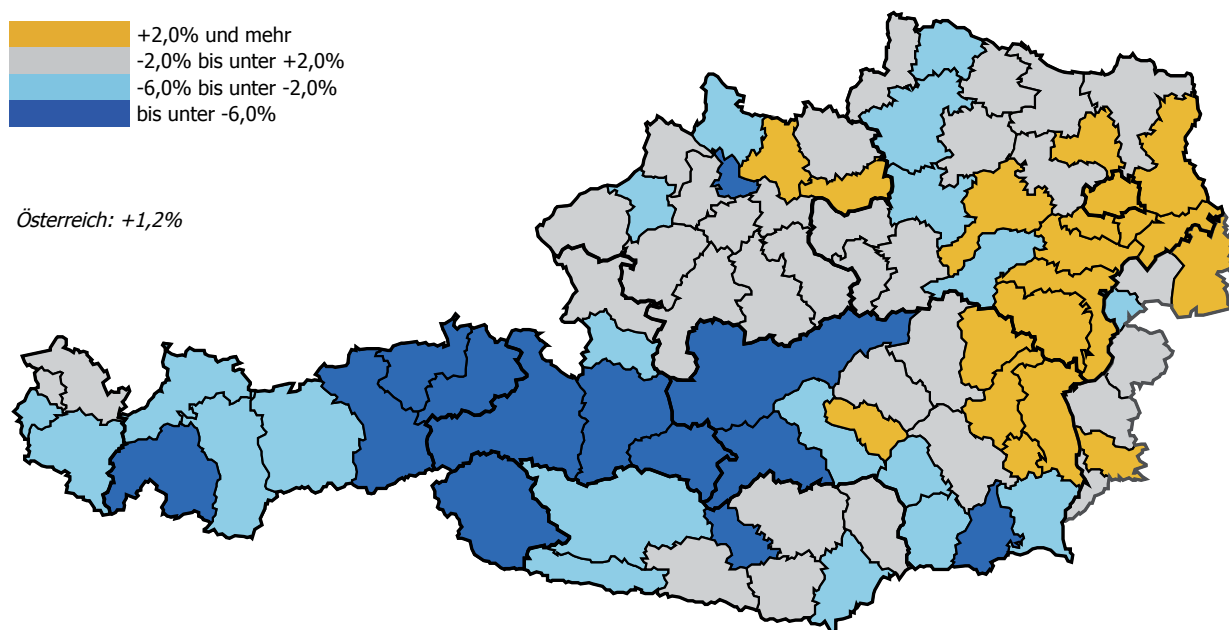 +2,0% und mehr
-2,0% bis unter +2,0%
-6,0% bis unter -2,0%
bis unter -6,0%
Österreich: +1,2%